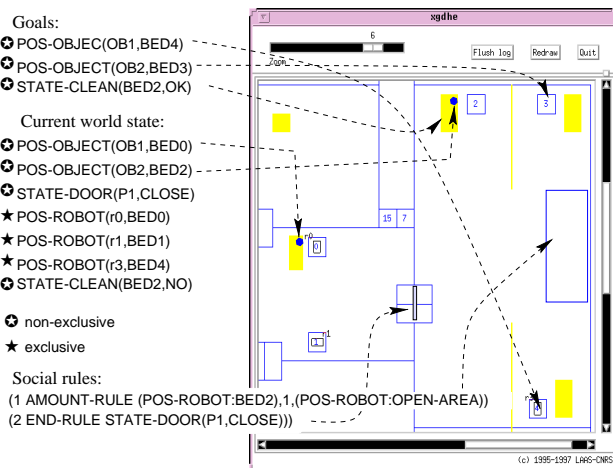 Goals:
POS-OBJEC(OB1,BED4)
POS-OBJECT(OB2,BED3)
STATE-CLEAN(BED2,OK)
Current world state:
POS-OBJECT(OB1,BED0)
POS-OBJECT(OB2,BED2)
STATE-DOOR(P1,CLOSE)
★ POS-ROBOT(r0,BED0)
★ POS-ROBOT(r1,BED1)
★ POS-ROBOT(r3,BED4)
STATE-CLEAN(BED2,NO)
✪ non-exclusive
★ exclusive
Social rules:
(1 AMOUNT-RULE (POS-ROBOT:BED2),1,(POS-ROBOT:OPEN-AREA))
(2 END-RULE STATE-DOOR(P1,CLOSE)))
xgdhe
6
Zoom
Flush log
Redraw
Quit
2
3
15
7
r0
0
r1
1
(c) 1995-1997 LAAS-CNRS